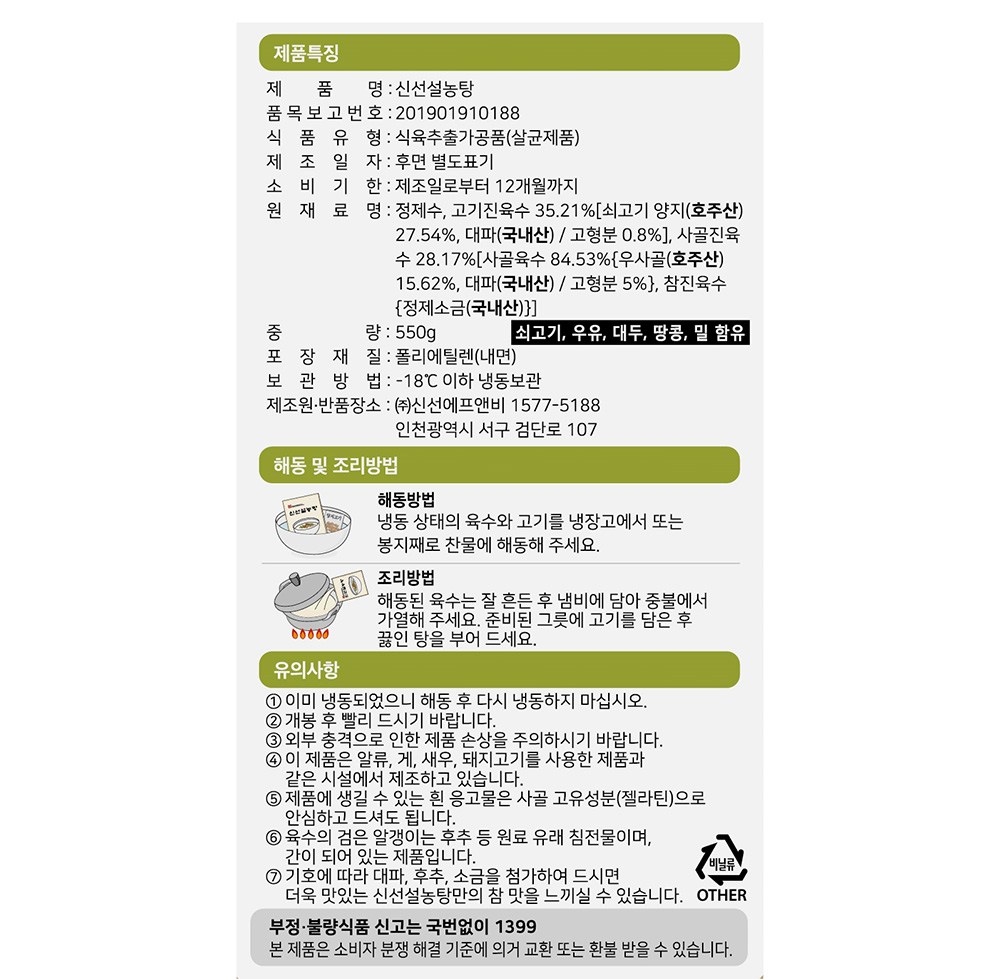 제품특징
제 품 명 : 신선설농탕
품목보고번호 : 201901910188
식 품 유 형 : 식육추출가공품(살균제품)
제 조 일 자 : 후면 별도표기
소 비 기 한 : 제조일로부터 12개월까지
원 재 료 명 : 정제수, 고기진육수 35.21%[쇠고기 양지(호주산)
27.54%, 대파(국내산) / 고형분 0.8%], 사골진육
수 28.17%[사골육수 84.53%{우사골(호주산)
15.62%, 대파(국내산) / 고형분 5%}, 참진육수
{정제소금(국내산)}]
중 량 : 550g 쇠고기, 우유, 대두, 땅콩, 밀 함유
포 장 재 질 : 폴리에틸렌(내면)
보 관 방 법 : -18℃ 이하 냉동보관
제조원·반품장소 : ㈜신선에프앤비 1577-5188
인천광역시 서구 검단로 107
해동 및 조리방법
신선설농탕
해동방법
냉동 상태의 육수와 고기를 냉장고에서 또는
봉지째로 찬물에 해동해 주세요.
조리방법
해동된 육수는 잘 흔든 후 냄비에 담아 중불에서
가열해 주세요. 준비된 그릇에 고기를 담은 후
끓인 탕을 부어 드세요.
유의사항
① 이미 냉동되었으니 해동 후 다시 냉동하지 마십시오.
② 개봉 후 빨리 드시기 바랍니다.
③ 외부 충격으로 인한 제품 손상을 주의하시기 바랍니다.
④ 이 제품은 알류, 게, 새우, 돼지고기를 사용한 제품과
같은 시설에서 제조하고 있습니다.
⑤ 제품에 생길 수 있는 흰 응고물은 사골 고유성분(젤라틴)으로
안심하고 드셔도 됩니다.
⑥ 육수의 검은 알갱이는 후추 등 원료 유래 침전물이며,
간이 되어 있는 제품입니다.
⑦ 기호에 따라 대파, 후추, 소금을 첨가하여 드시면
더욱 맛있는 신선설농탕만의 참 맛을 느끼실 수 있습니다.
비닐류
OTHER
부정·불량식품 신고는 국번없이 1399
본 제품은 소비자 분쟁 해결 기준에 의거 교환 또는 환불 받을 수 있습니다.